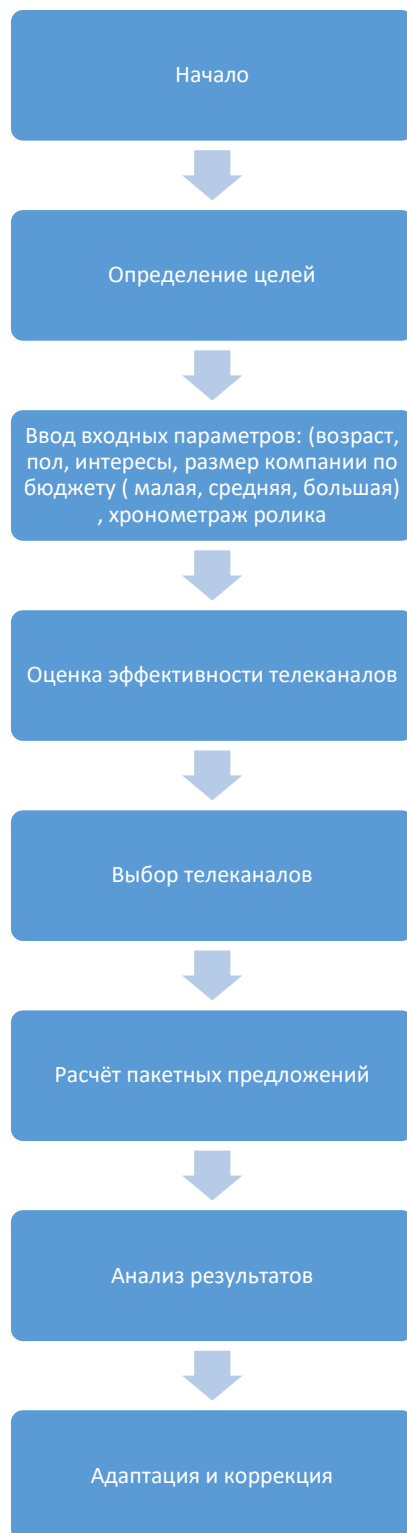 Начало
Определение целей
Ввод входных параметров: (возраст,
пол, интересы, размер компании по
бюджету ( малая, средняя, большая)
, хронометраж ролика
Оценка эффективности телеканалов
Выбор телеканалов
Расчёт пакетных предложений
Анализ результатов
Адаптация и коррекция